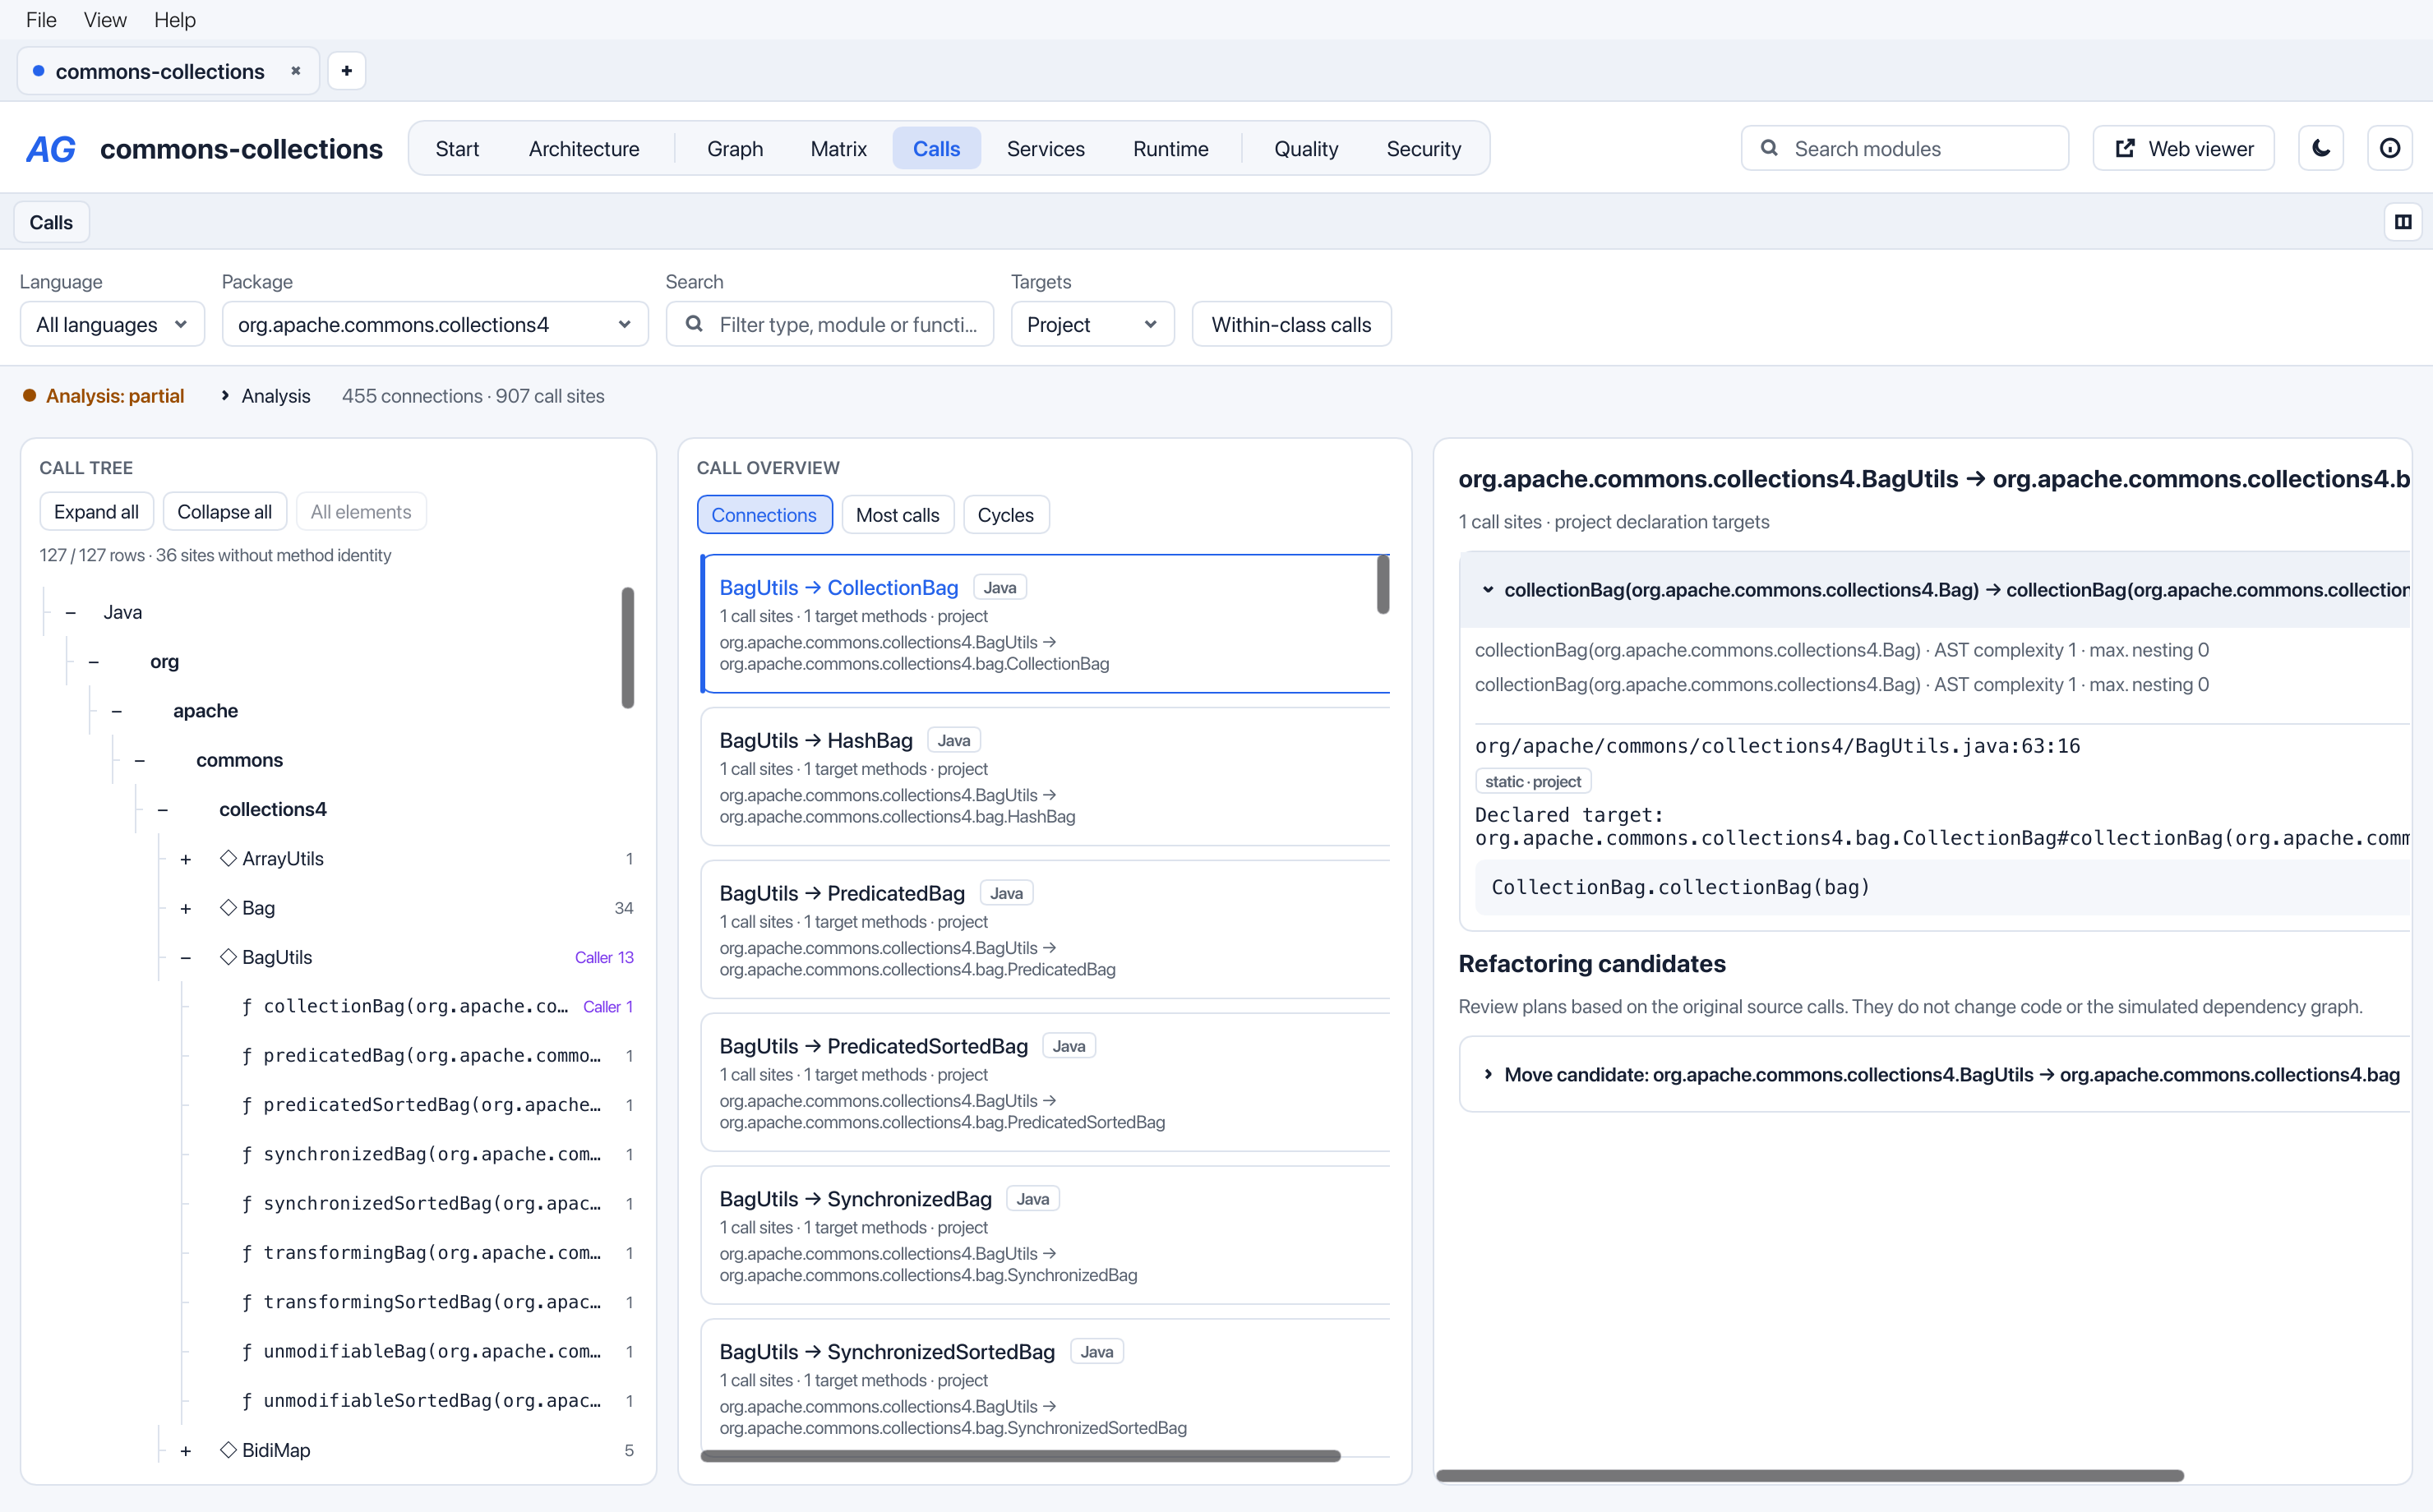 File View Help
commons-collections ✖ +
AG commons-collections Start Architecture Graph Matrix Calls Services Runtime Quality Security Search modules Web viewer
Calls
Language Package Search Targets
All languages org.apache.commons.collections4 Filter type, module or functi... Project Within-class calls
Analysis: partial Analysis 455 connections · 907 call sites
CALL TREE
Expand all Collapse all All elements
127 / 127 rows · 36 sites without method identity
− Java
− org
− apache
− commons
− collections4
+ ◇ ArrayUtils 1
+ ◇ Bag 34
− ◇ BagUtils Caller 13
ƒ collectionBag(org.apache.co… Caller 1
ƒ predicatedBag(org.apache.commo… 1
ƒ predicatedSortedBag(org.apache… 1
ƒ synchronizedBag(org.apache.com… 1
ƒ synchronizedSortedBag(org.apac… 1
ƒ transformingBag(org.apache.com… 1
ƒ transformingSortedBag(org.apac… 1
ƒ unmodifiableBag(org.apache.com… 1
ƒ unmodifiableSortedBag(org.apac… 1
+ ◇ BidiMap 5
CALL OVERVIEW
Connections Most calls Cycles
BagUtils → CollectionBag Java
1 call sites · 1 target methods · project
org.apache.commons.collections4.BagUtils →
org.apache.commons.collections4.bag.CollectionBag
BagUtils → HashBag Java
1 call sites · 1 target methods · project
org.apache.commons.collections4.BagUtils →
org.apache.commons.collections4.bag.HashBag
BagUtils → PredicatedBag Java
1 call sites · 1 target methods · project
org.apache.commons.collections4.BagUtils →
org.apache.commons.collections4.bag.PredicatedBag
BagUtils → PredicatedSortedBag Java
1 call sites · 1 target methods · project
org.apache.commons.collections4.BagUtils →
org.apache.commons.collections4.bag.PredicatedSortedBag
BagUtils → SynchronizedBag Java
1 call sites · 1 target methods · project
org.apache.commons.collections4.BagUtils →
org.apache.commons.collections4.bag.SynchronizedBag
BagUtils → SynchronizedSortedBag Java
1 call sites · 1 target methods · project
org.apache.commons.collections4.BagUtils →
org.apache.commons.collections4.bag.SynchronizedSortedBag
org.apache.commons.collections4.BagUtils → org.apache.commons.collections4.b
1 call sites · project declaration targets
collectionBag(org.apache.commons.collections4.Bag) → collectionBag(org.apache.commons.collection
collectionBag(org.apache.commons.collections4.Bag) · AST complexity 1 · max. nesting 0
collectionBag(org.apache.commons.collections4.Bag) · AST complexity 1 · max. nesting 0
org/apache/commons/collections4/BagUtils.java:63:16
static · project
Declared target:
org.apache.commons.collections4.bag.CollectionBag#collectionBag(org.apache.comm
CollectionBag.collectionBag(bag)
Refactoring candidates
Review plans based on the original source calls. They do not change code or the simulated dependency graph.
Move candidate: org.apache.commons.collections4.BagUtils → org.apache.commons.collections4.bag